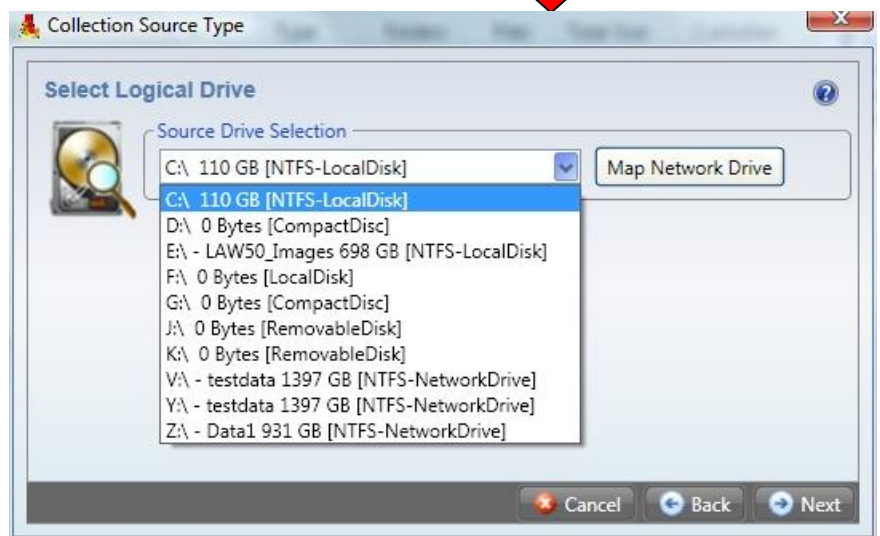 Collection Source Type
X
Select Logical Drive
Source Drive Selection
C:\ 110 GB [NTFS-LocalDisk]
Map Network Drive
C:\ 110 GB [NTFS-LocalDisk]
D:\ 0 Bytes [CompactDisc]
E:\ - LAW50_Images 698 GB [NTFS-LocalDisk]
F:\ 0 Bytes [LocalDisk]
G:\ 0 Bytes [CompactDisc]
J:\ 0 Bytes [RemovableDisk]
K:\ 0 Bytes [RemovableDisk]
V:\ - testdata 1397 GB [NTFS-NetworkDrive]
Y:\ - testdata 1397 GB [NTFS-NetworkDrive]
Z:\ - Data1 931 GB [NTFS-NetworkDrive]
Cancel Back Next